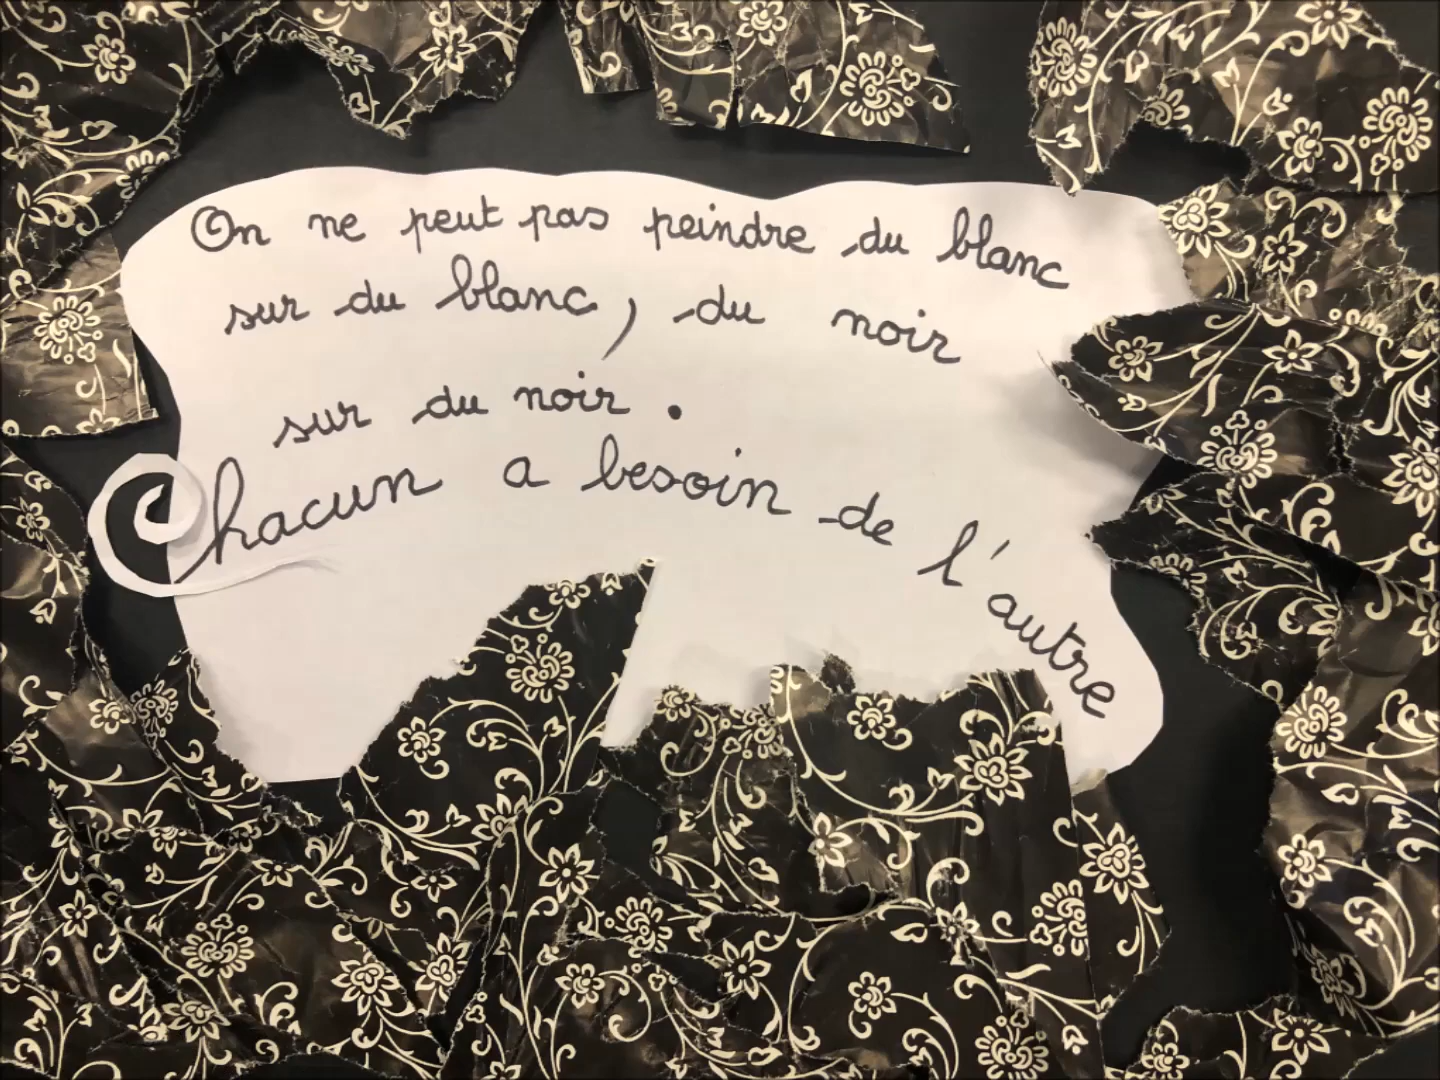 On ne peut pas peindre du blanc
sur du blanc, du noir
sur du noir.
Chacun a besoin de l'autre